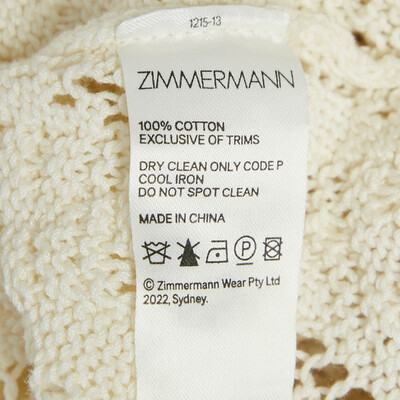 1215-13
ZIMMERMANN
100% COTTON
EXCLUSIVE OF TRIMS
DRY CLEAN ONLY CODE P
COOL IRON
DO NOT SPOT CLEAN
MADE IN CHINA
P
© Zimmermann Wear Pty Ltd
2022, Sydney.